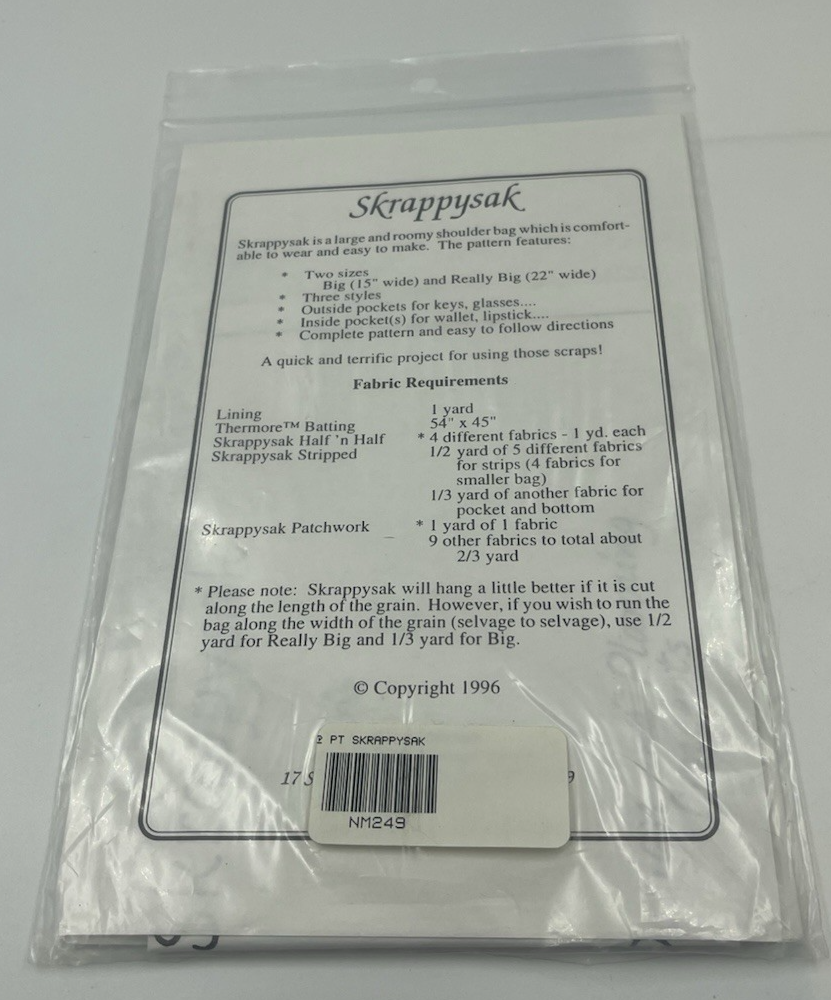 Skrappysak
Skrappysak is a large and roomy shoulder bag which is comfort-
able to wear and easy to make. The pattern features:
* Two sizes
Big (15" wide) and Really Big (22" wide)
* Three styles
* Outside pockets for keys, glasses....
* Inside pocket(s) for wallet, lipstick....
* Complete pattern and easy to follow directions
A quick and terrific project for using those scraps!
Fabric Requirements
Lining 1 yard
Thermore™ Batting 54" x 45"
Skrappysak Half 'n Half * 4 different fabrics - 1 yd. each
Skrappysak Stripped 1/2 yard of 5 different fabrics
for strips (4 fabrics for
smaller bag)
1/3 yard of another fabric for
pocket and bottom
Skrappysak Patchwork * 1 yard of 1 fabric
9 other fabrics to total about
2/3 yard
* Please note: Skrappysak will hang a little better if it is cut
along the length of the grain. However, if you wish to run the
bag along the width of the grain (selvage to selvage), use 1/2
yard for Really Big and 1/3 yard for Big.
© Copyright 1996
PT SKRAPPYSAK
17 S
NM249